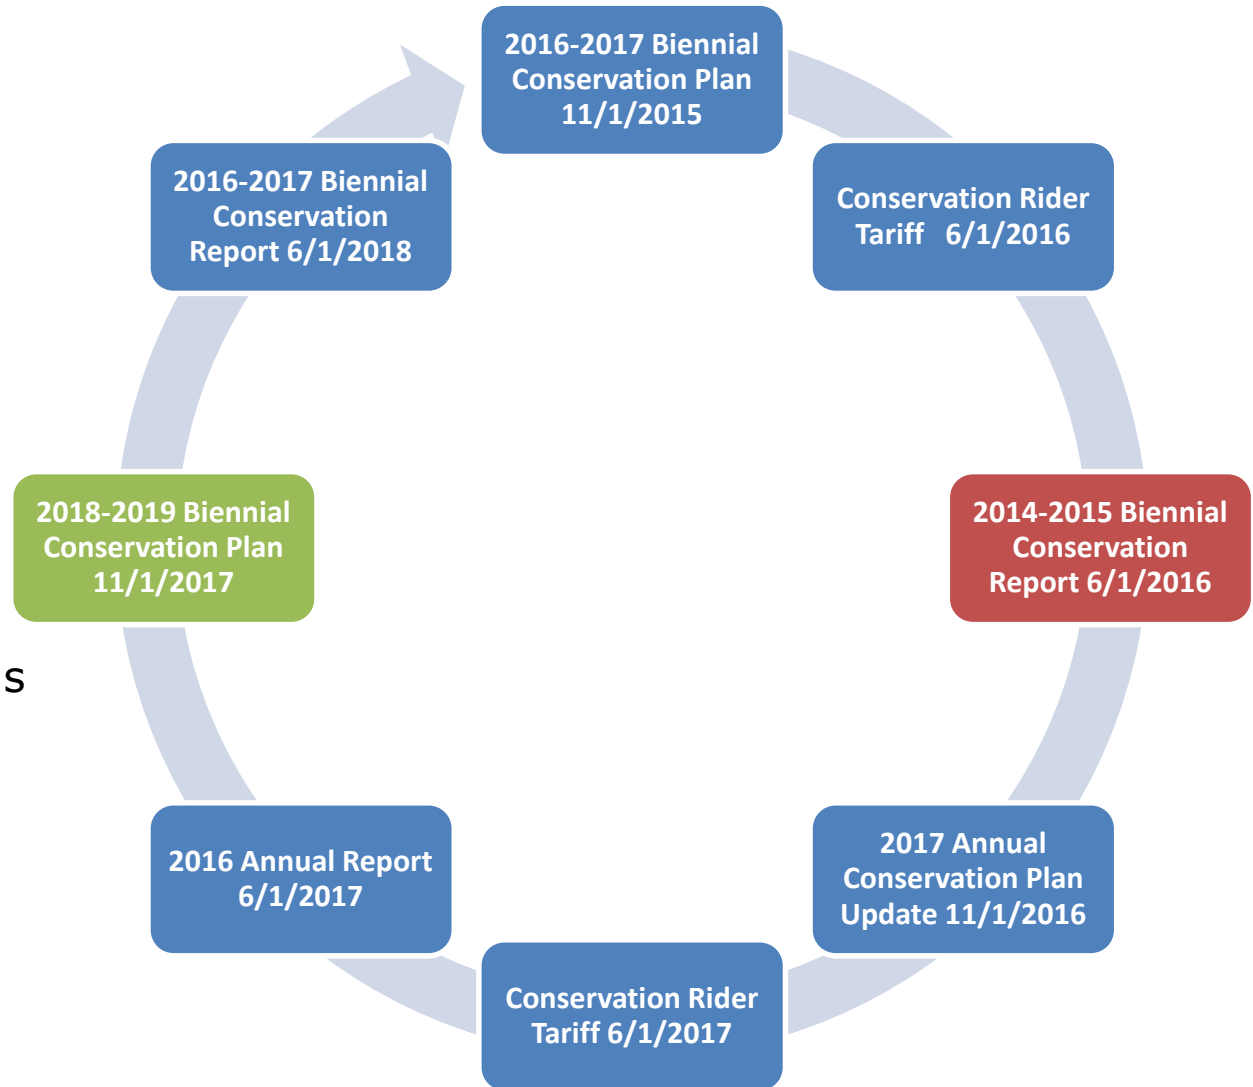 2016-2017 Biennial
Conservation Plan
11/1/2015
Conservation Rider
Tariff   6/1/2016
2014-2015 Biennial
Conservation
Report 6/1/2016
2017 Annual
Conservation Plan
Update 11/1/2016
Conservation Rider
Tariff 6/1/2017
2016 Annual Report
6/1/2017
s
2018-2019 Biennial
Conservation Plan
11/1/2017
2016-2017 Biennial
Conservation
Report 6/1/2018